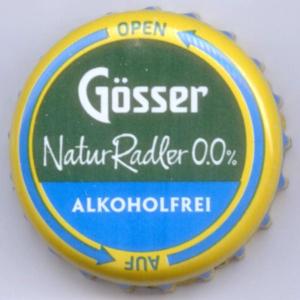 OPEN
Gösser
NaturRadler 0.0%
ALKOHOLFREI
AUF